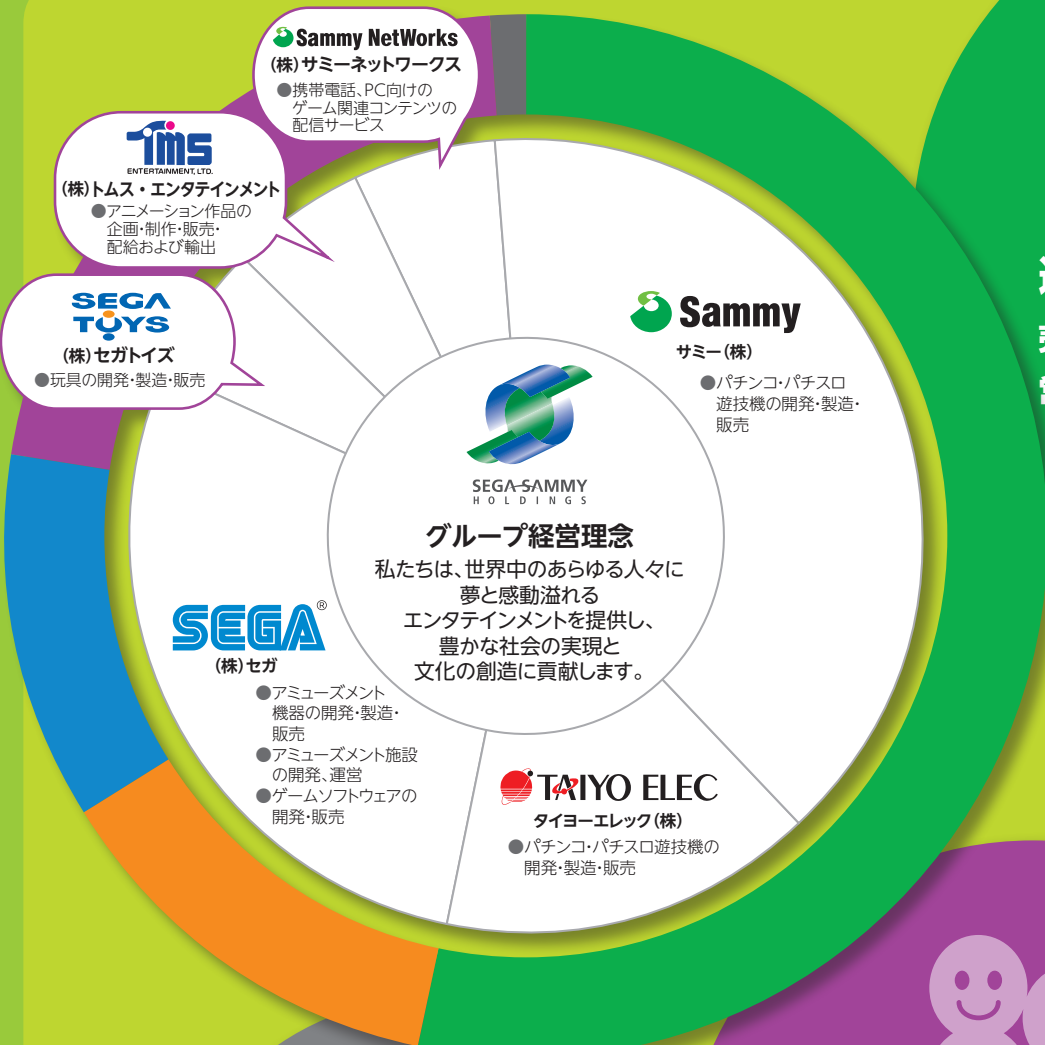 Sammy NetWorks
(株)サミーネットワークス
●携帯電話、PC向けの
ゲーム関連コンテンツの
配信サービス
TMS
ENTERTAINMENT, LTD.
(株)トムス・エンタテインメント
●アニメーション作品の
企画・制作・販売・
配給および輸出
SEGA
TOYS
(株)セガトイズ
●玩具の開発・製造・販売
Sammy
サミー(株)
●パチンコ・パチスロ
遊技機の開発・製造・
販売
SEGA SAMMY
HOLDINGS
グループ経営理念
私たちは、世界中のあらゆる人々に
夢と感動溢れる
エンタテインメントを提供し、
豊かな社会の実現と
文化の創造に貢献します。
SEGA®
(株)セガ
●アミューズメント
機器の開発・製造・
販売
●アミューズメント施設
の開発、運営
●ゲームソフトウェアの
開発・販売
TAIYO ELEC
タイヨーエレック(株)
●パチンコ・パチスロ遊技機の
開発・製造・販売